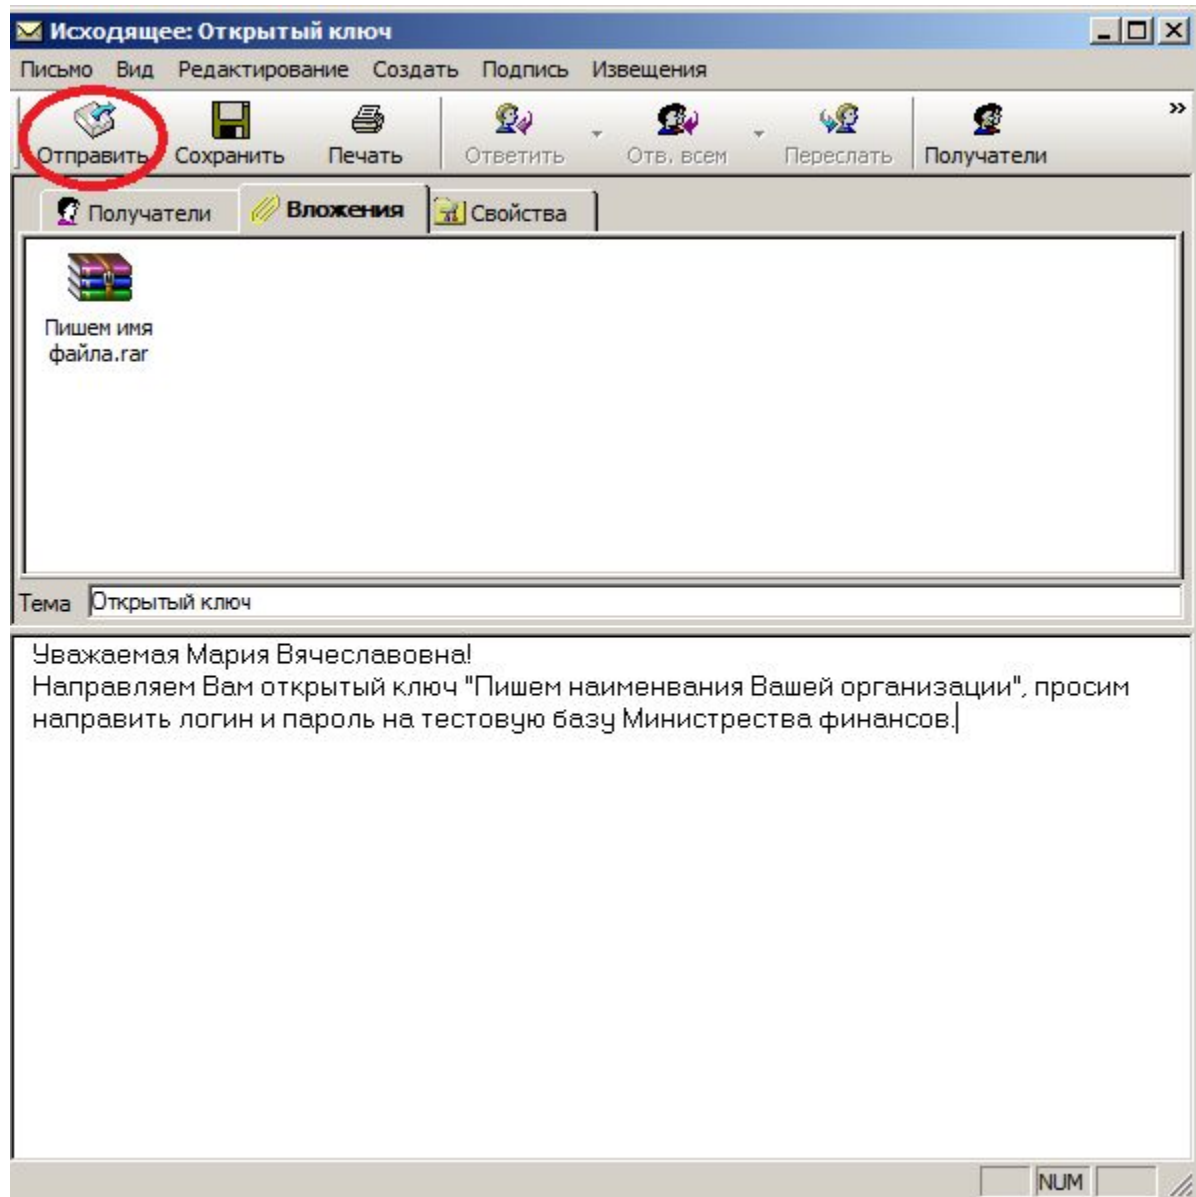 Исходящее: Открытый ключ
Письмо Вид Редактирование Создать Подпись Извещения
Отправить Сохранить Печать Ответить Отв. всем Переслать Получатели
Получатели Вложения Свойства
Пишем имя
файла.rar
Тема Открытый ключ
Уважаемая Мария Вячеславовна!
Направляем Вам открытый ключ "Пишем наименвания Вашей организации", просим
направить логин и пароль на тестовую базу Министрества финансов.
NUM